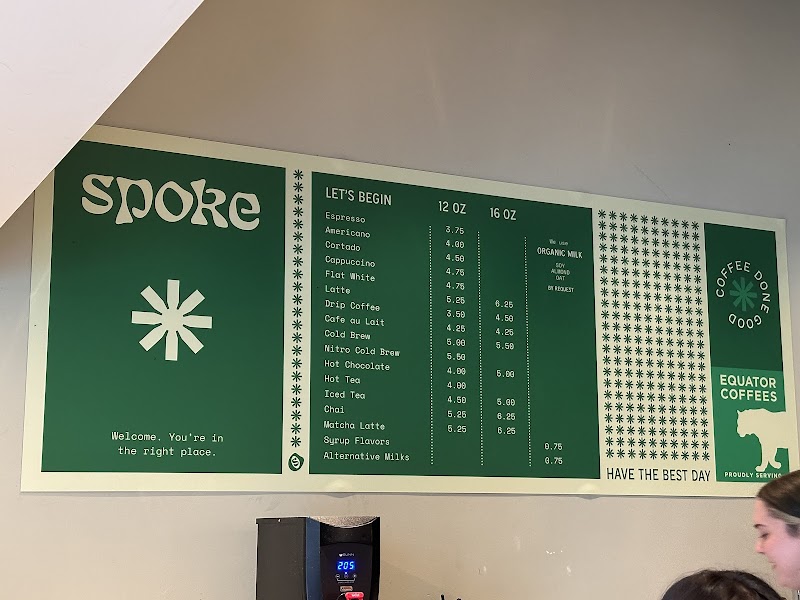 spoke
Welcome. You're in
the right place.
LET'S BEGIN 12 OZ 16 OZ
Espresso 3.75
Americano 4.00
Cortado 4.50
Cappuccino 4.75
Flat White 4.75
Latte 5.25 6.25
Drip Coffee 3.50 4.50
Cafe au Lait 4.25 4.25
Cold Brew 5.00 5.50
Nitro Cold Brew 5.50
Hot Chocolate 4.00 5.00
Hot Tea 4.00
Iced Tea 4.50 5.00
Chai 5.25 6.25
Matcha Latte 5.25 6.25
Syrup Flavors 0.75
Alternative Milks 0.75
We use
ORGANIC MILK
SOY
ALMOND
OAT
BY REQUEST
HAVE THE BEST DAY
COFFEE DONE GOOD
EQUATOR
COFFEES
PROUDLY SERVING
BUNN
205